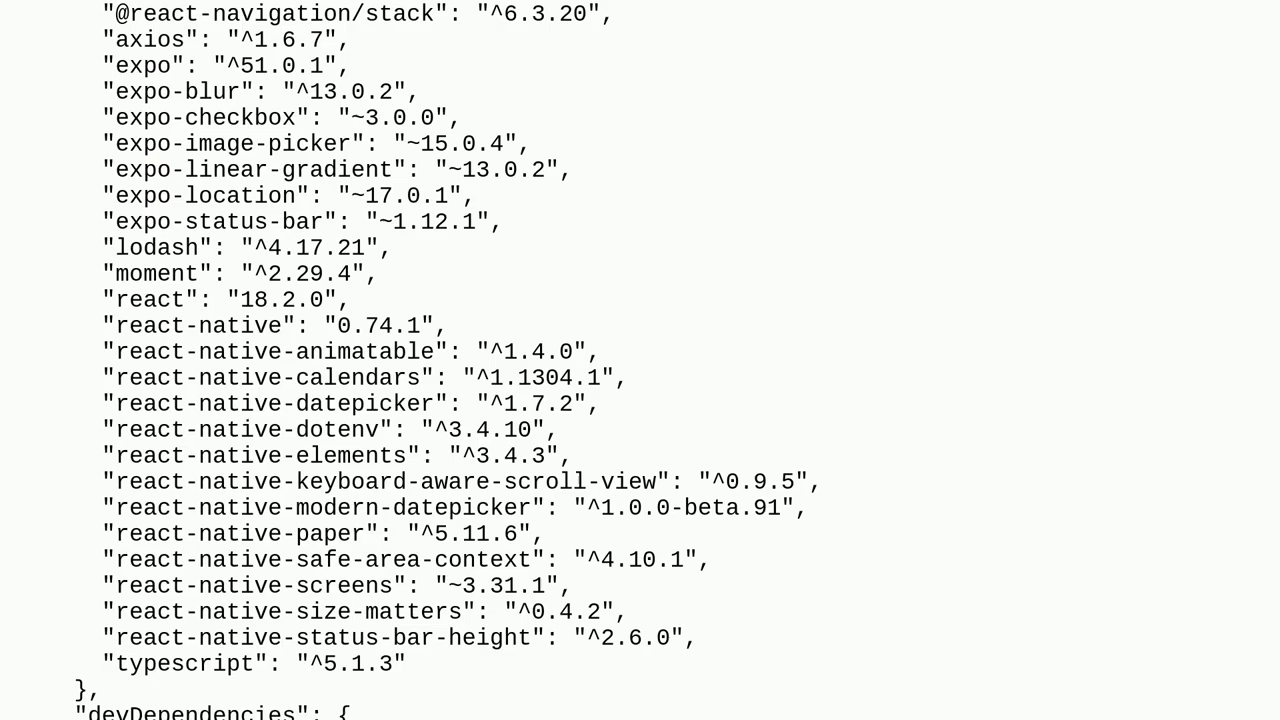 "@react-navigation/stack": "^6.3.20",
"axios": "^1.6.7",
"expo": "^51.0.1",
"expo-blur": "^13.0.2",
"expo-checkbox": "~3.0.0",
"expo-image-picker": "~15.0.4",
"expo-linear-gradient": "~13.0.2",
"expo-location": "~17.0.1",
"expo-status-bar": "~1.12.1",
"lodash": "^4.17.21",
"moment": "^2.29.4",
"react": "18.2.0",
"react-native": "0.74.1",
"react-native-animatable": "^1.4.0",
"react-native-calendars": "^1.1304.1",
"react-native-datepicker": "^1.7.2",
"react-native-dotenv": "^3.4.10",
"react-native-elements": "^3.4.3",
"react-native-keyboard-aware-scroll-view": "^0.9.5",
"react-native-modern-datepicker": "^1.0.0-beta.91",
"react-native-paper": "^5.11.6",
"react-native-safe-area-context": "^4.10.1",
"react-native-screens": "~3.31.1",
"react-native-size-matters": "^0.4.2",
"react-native-status-bar-height": "^2.6.0",
"typescript": "^5.1.3"
},
"devDependencies": {